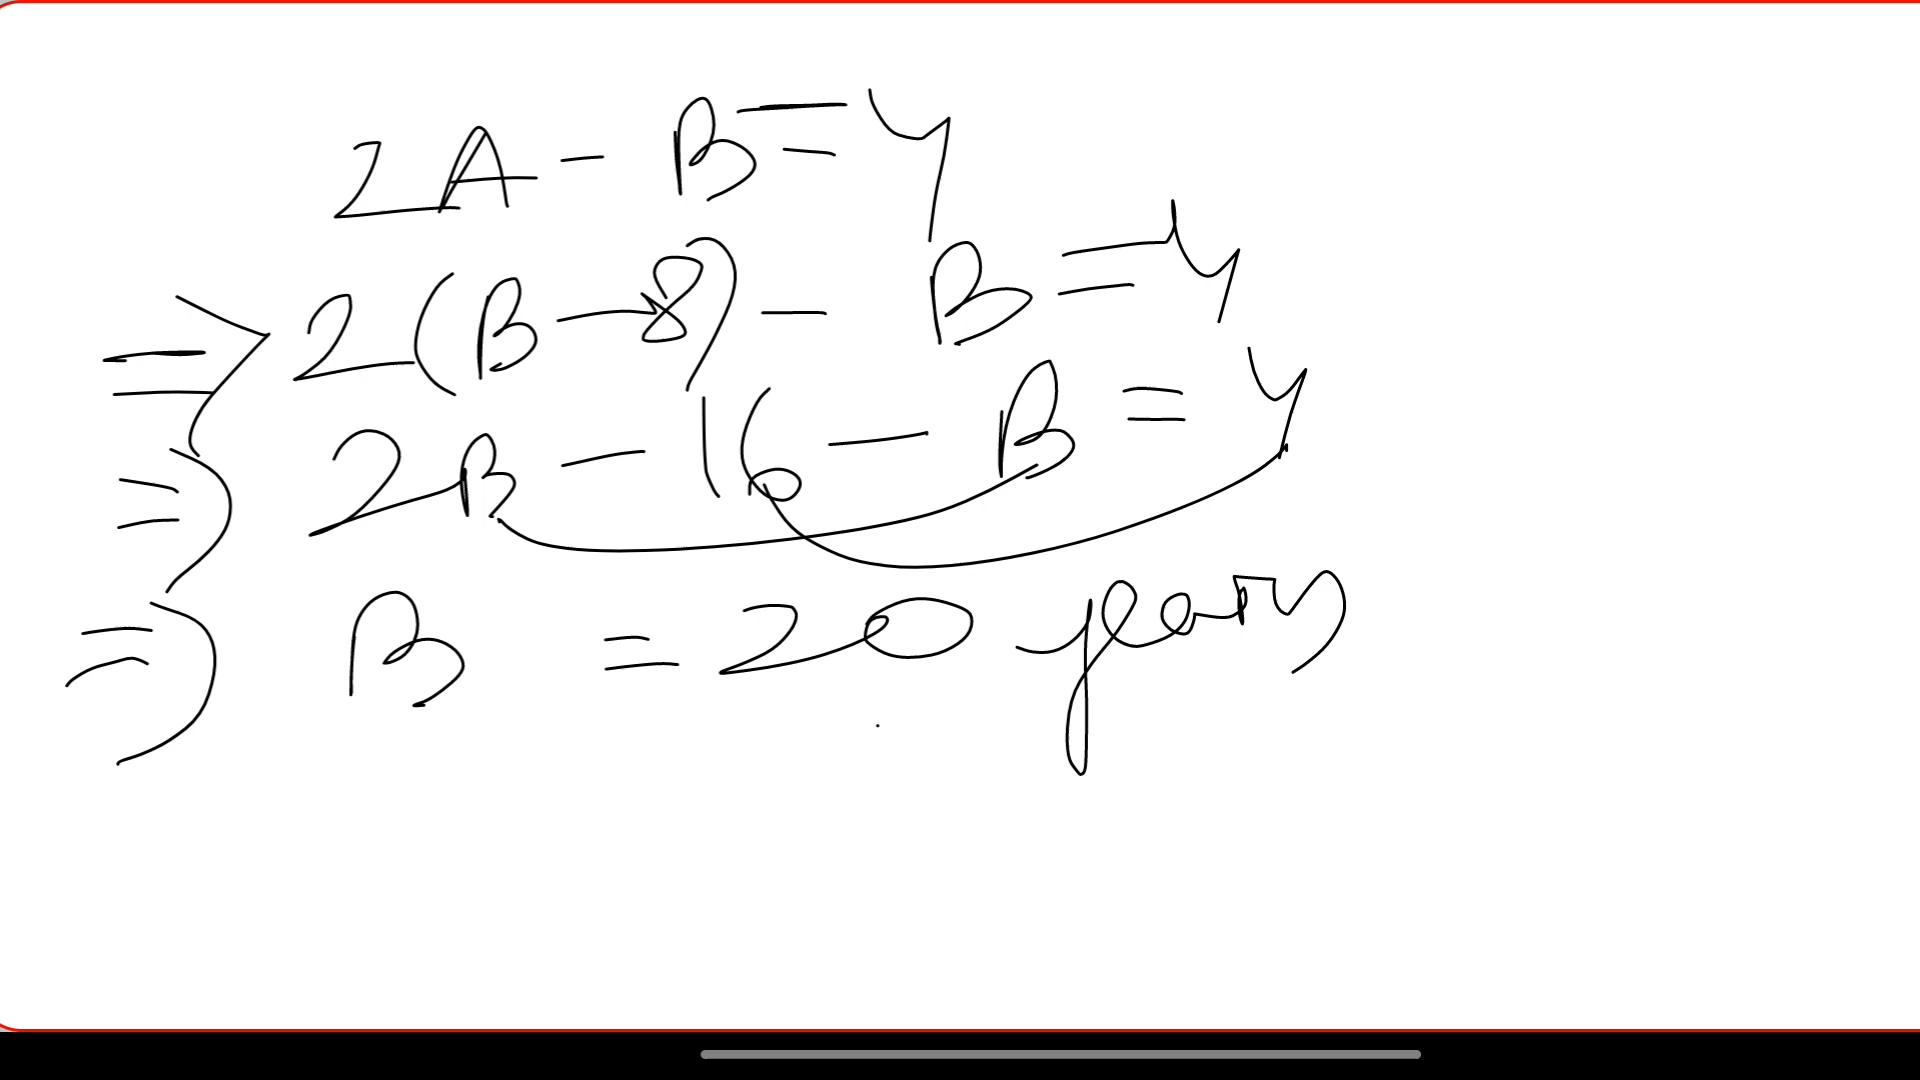 2A - B = 4
=> 2(B - 8) - B = 4
=> 2B - 16 - B = 4
=> B = 20 years